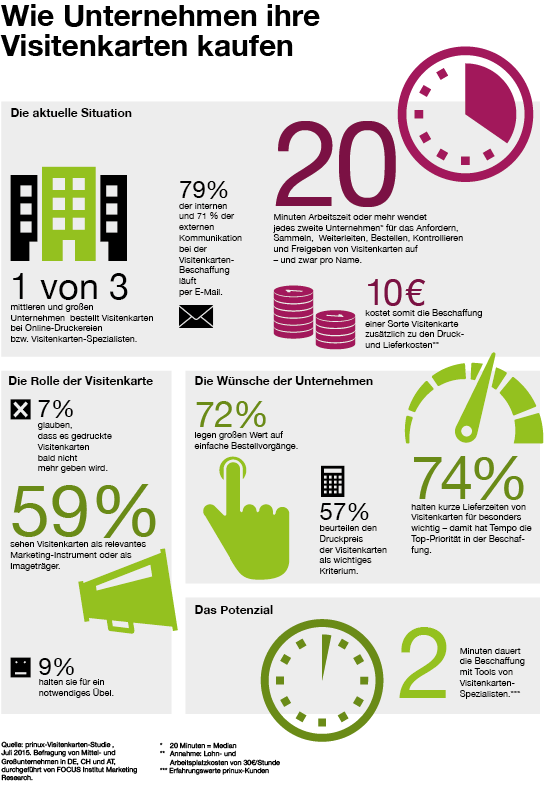 Wie Unternehmen ihre
Visitenkarten kaufen
Die aktuelle Situation
1 von 3
mittleren und großen
Unternehmen bestellt Visitenkarten
bei Online-Druckereien
bzw. Visitenkarten-Spezialisten.
79%
der internen
und 71 % der
externen
Kommunikation
bei der
Visitenkarten-
Beschaffung
läuft
per E-Mail.
20
Minuten Arbeitszeit oder mehr wendet
jedes zweite Unternehmen* für das Anfordern,
Sammeln, Weiterleiten, Bestellen, Kontrollieren
und Freigeben von Visitenkarten auf
– und zwar pro Name.
10 €
kostet somit die Beschaffung
einer Sorte Visitenkarte
zusätzlich zu den Druck-
und Lieferkosten**
Die Rolle der Visitenkarte
7%
glauben,
dass es gedruckte
Visitenkarten
bald nicht
mehr geben wird.
59%
sehen Visitenkarten als relevantes
Marketing-Instrument oder als
Imageträger.
9%
halten sie für ein
notwendiges Übel.
Die Wünsche der Unternehmen
72%
legen großen Wert auf
einfache Bestellvorgänge.
57%
beurteilen den
Druckpreis
der Visitenkarten
als wichtiges
Kriterium.
74%
halten kurze Lieferzeiten von
Visitenkarten für besonders
wichtig – damit hat Tempo die
Top-Priorität in der Beschaf-
fung.
Das Potenzial
2
Minuten dauert
die Beschaffung
mit Tools von
Visitenkarten-
Spezialisten.***
Quelle: prinux-Visitenkarten-Studie ,
Juli 2015. Befragung von Mittel- und
Großunternehmen in DE, CH und AT,
durchgeführt von FOCUS Institut Marketing
Research.
* 20 Minuten = Median
** Annahme: Lohn- und
Arbeitsplatzkosten von 30€/Stunde
*** Erfahrungswerte prinux-Kunden